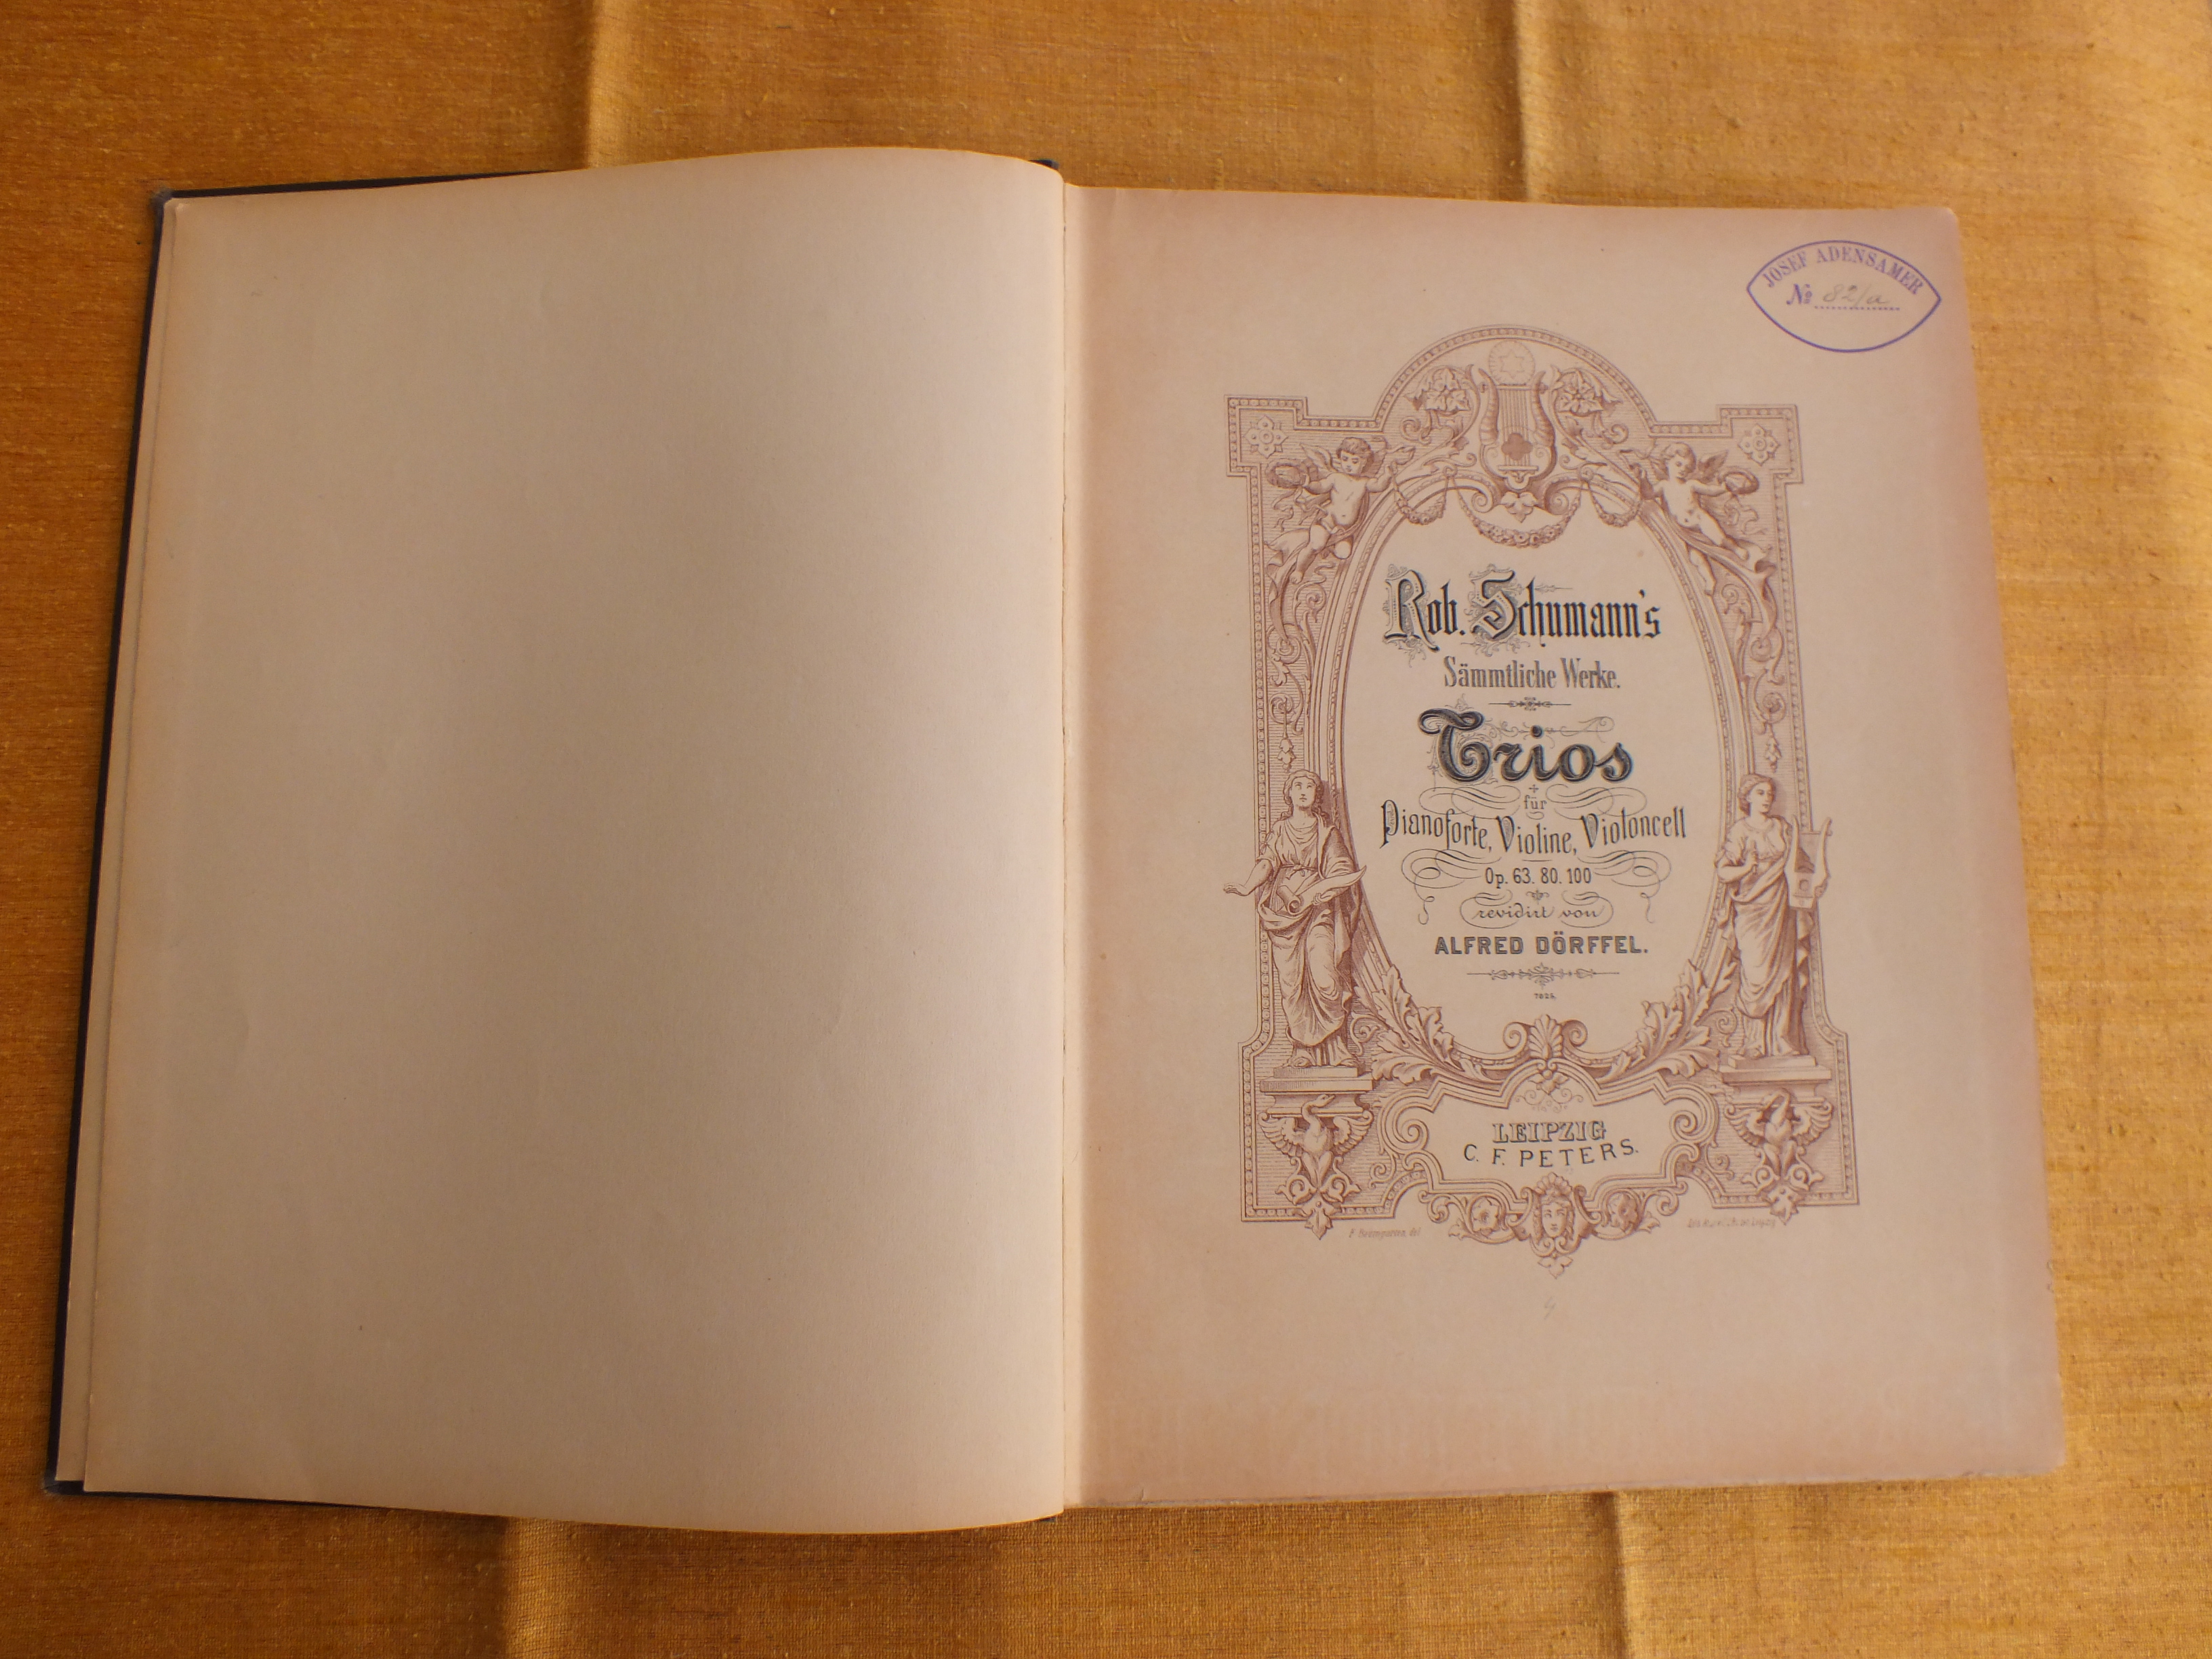 JOSEF ADENSAMER
No 82/a
Rob. Schumann's
Sämmtliche Werke.
Trios
für
Pianoforte, Violine, Violoncell
Op. 63. 80. 100
revidirt von
ALFRED DÖRFFEL.
LEIPZIG
C. F. PETERS.